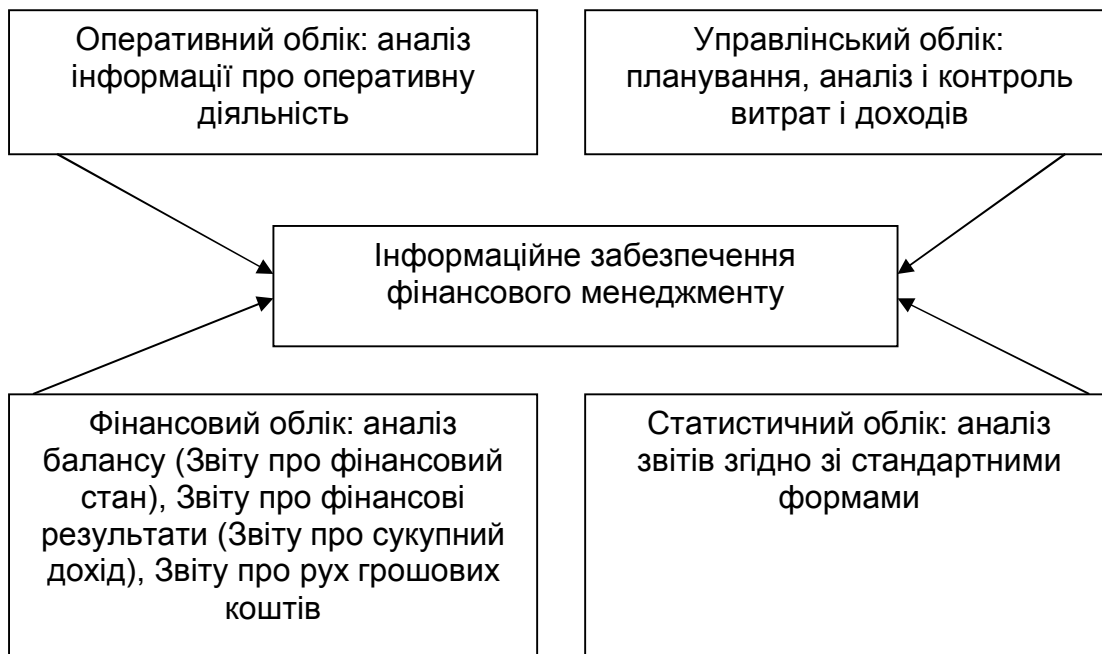 Оперативний облік: аналіз
інформації про оперативну
діяльність
Управлінський облік:
планування, аналіз і контроль
витрат і доходів
Інформаційне забезпечення
фінансового менеджменту
Фінансовий облік: аналіз
балансу (Звіту про фінансовий
стан), Звіту про фінансові
результати (Звіту про сукупний
дохід), Звіту про рух грошових
коштів
Статистичний облік: аналіз
звітів згідно зі стандартними
формами